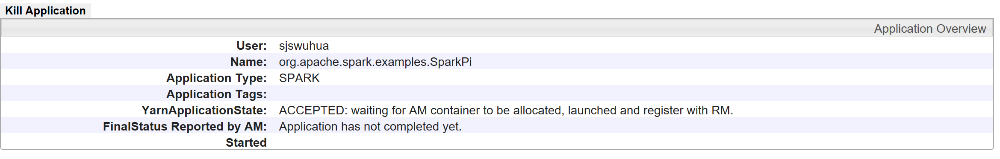 Kill Application
Application Overview
User: sjswuhua
Name: org.apache.spark.examples.SparkPi
Application Type: SPARK
Application Tags:
YarnApplicationState: ACCEPTED: waiting for AM container to be allocated, launched and register with RM.
FinalStatus Reported by AM: Application has not completed yet.
Started